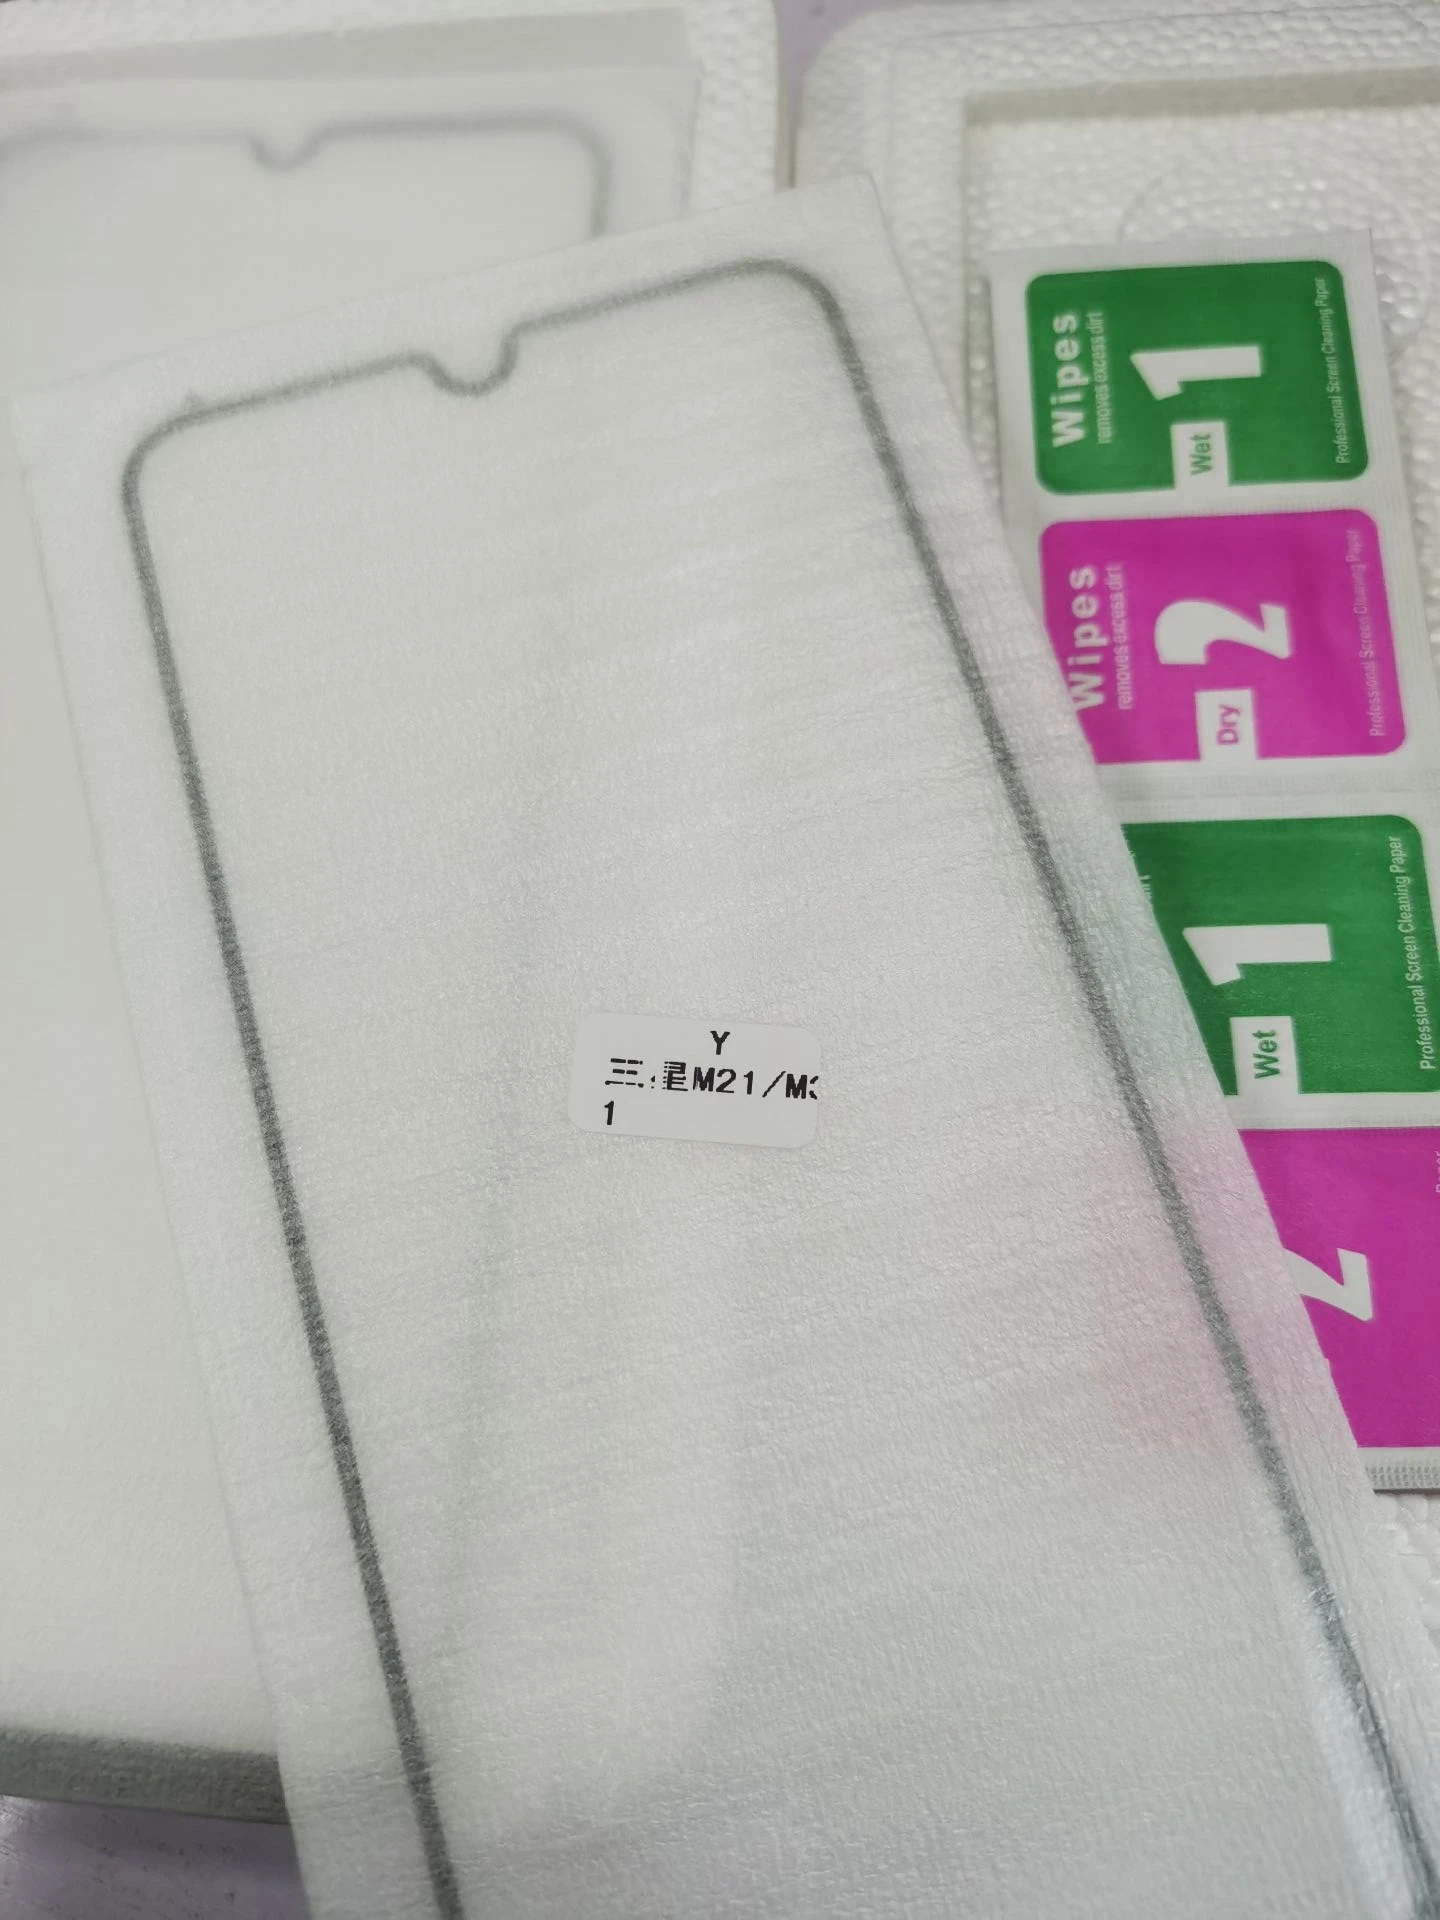 Y
三星M21/M3
1
Wipes
removes excess dirt
Wet
1
Professional Screen Cleaning Paper
Wipes
removes excess dirt
Dry
2
Professional Screen Cleaning Paper
Wet
1
Professional Screen Cleaning Paper
2